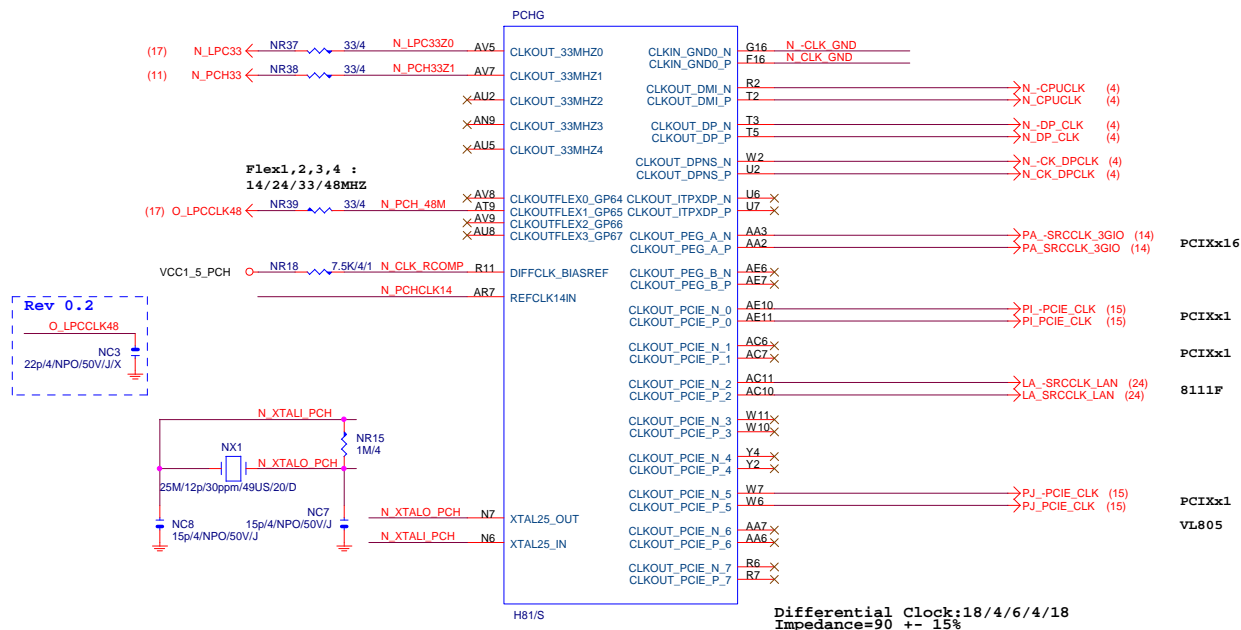 PCHG
(17) N_LPC33 NR37 33/4 N_LPC33Z0 AV5 CLKOUT_33MHZ0
(11) N_PCH33 NR38 33/4 N_PCH33Z1 AV7 CLKOUT_33MHZ1
AU2 CLKOUT_33MHZ2
AN9 CLKOUT_33MHZ3
AU5 CLKOUT_33MHZ4
Flex1,2,3,4 :
14/24/33/48MHZ
AV8 CLKOUTFLEX0_GP64
(17) O_LPCCLK48 NR39 33/4 N_PCH_48M AT9 CLKOUTFLEX1_GP65
AV9 CLKOUTFLEX2_GP66
AU8 CLKOUTFLEX3_GP67
VCC1_5_PCH NR18 7.5K/4/1 N_CLK_RCOMP R11 DIFFCLK_BIASREF
N_PCHCLK14 AR7 REFCLK14IN
Rev 0.2
O_LPCCLK48
NC3
22p/4/NPO/50V/J/X
N_XTALI_PCH
NR15
1M/4
NX1
N_XTALO_PCH
25M/12p/30ppm/49US/20/D
NC8
15p/4/NPO/50V/J
NC7
15p/4/NPO/50V/J
N_XTALO_PCH N7 XTAL25_OUT
N_XTALI_PCH N6 XTAL25_IN
CLKIN_GND0_N G16 N_-CLK_GND
CLKIN_GND0_P F16 N_CLK_GND
CLKOUT_DMI_N R2 N_-CPUCLK (4)
CLKOUT_DMI_P T2 N_CPUCLK (4)
CLKOUT_DP_N T3 N_-DP_CLK (4)
CLKOUT_DP_P T5 N_DP_CLK (4)
CLKOUT_DPNS_N W2 N_-CK_DPCLK (4)
CLKOUT_DPNS_P U2 N_CK_DPCLK (4)
CLKOUT_ITPXDP_N U6
CLKOUT_ITPXDP_P U7
CLKOUT_PEG_A_N AA3 PA_-SRCCLK_3GIO (14)
CLKOUT_PEG_A_P AA2 PA_SRCCLK_3GIO (14)
PCIXx16
CLKOUT_PEG_B_N AE6
CLKOUT_PEG_B_P AE7
CLKOUT_PCIE_N_0 AE10 PI_-PCIE_CLK (15)
CLKOUT_PCIE_P_0 AE11 PI_PCIE_CLK (15)
PCIXx1
CLKOUT_PCIE_N_1 AC6
CLKOUT_PCIE_P_1 AC7
PCIXx1
CLKOUT_PCIE_N_2 AC11 LA_-SRCCLK_LAN (24)
CLKOUT_PCIE_P_2 AC10 LA_SRCCLK_LAN (24)
8111F
CLKOUT_PCIE_N_3 W11
CLKOUT_PCIE_P_3 W10
CLKOUT_PCIE_N_4 Y4
CLKOUT_PCIE_P_4 Y2
CLKOUT_PCIE_N_5 W7 PJ_-PCIE_CLK (15)
CLKOUT_PCIE_P_5 W6 PJ_PCIE_CLK (15)
PCIXx1
VL805
CLKOUT_PCIE_N_6 AA7
CLKOUT_PCIE_P_6 AA6
CLKOUT_PCIE_N_7 R6
CLKOUT_PCIE_P_7 R7
H81/S
Differential Clock:18/4/6/4/18
Impedance=90 +- 15%